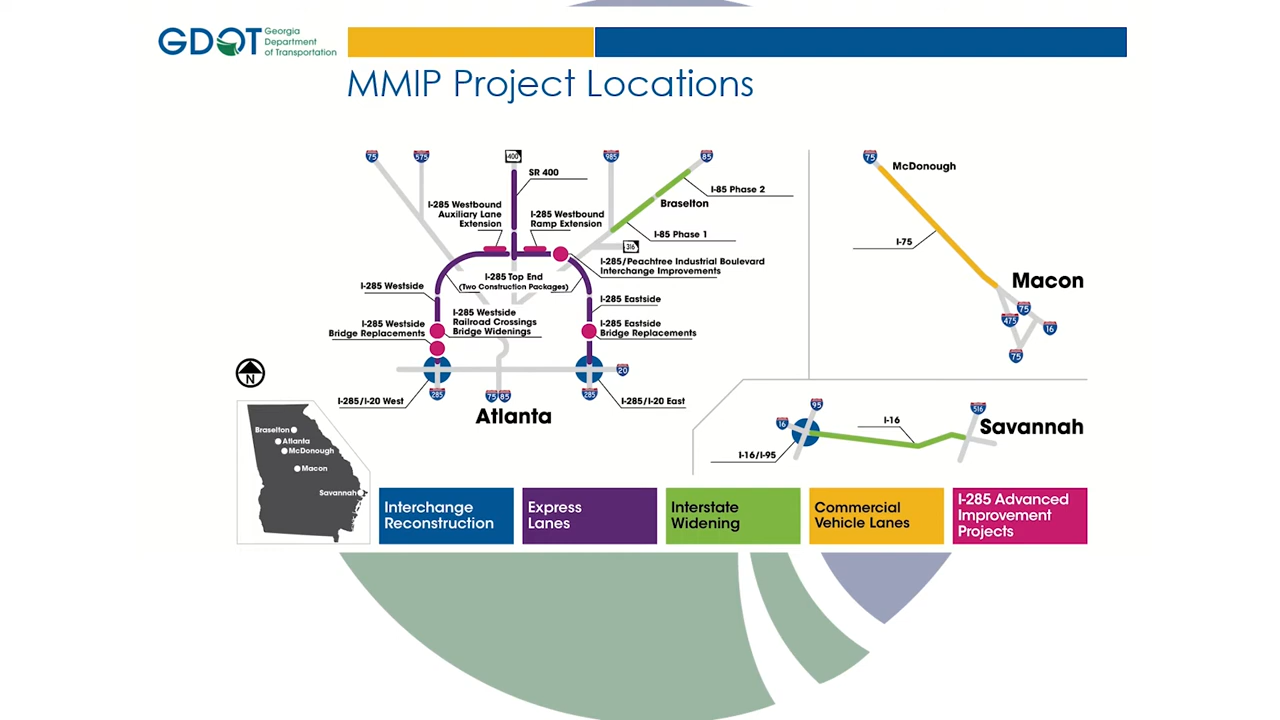 GDOT
Georgia
Department
of Transportation
MMIP Project Locations
75
575
400
985
85
SR 400
I-85 Phase 2
I-285 Westbound
Auxiliary Lane
Extension
I-285 Westbound
Ramp Extension
Braselton
I-85 Phase 1
316
I-285/Peachtree Industrial Boulevard
Interchange Improvements
I-285 Top End
(Two Construction Packages)
I-285 Westside
I-285 Eastside
I-285 Westside
Railroad Crossings
Bridge Widenings
I-285 Westside
Bridge Replacements
I-285 Eastside
Bridge Replacements
20
285
75
85
285
I-285/I-20 West
I-285/I-20 East
Atlanta
75
McDonough
I-75
Macon
75
475
16
75
95
516
16
I-16
Savannah
I-16/I-95
N
Braselton
Atlanta
McDonough
Macon
Savannah
Interchange
Reconstruction
Express
Lanes
Interstate
Widening
Commercial
Vehicle Lanes
I-285 Advanced
Improvement
Projects